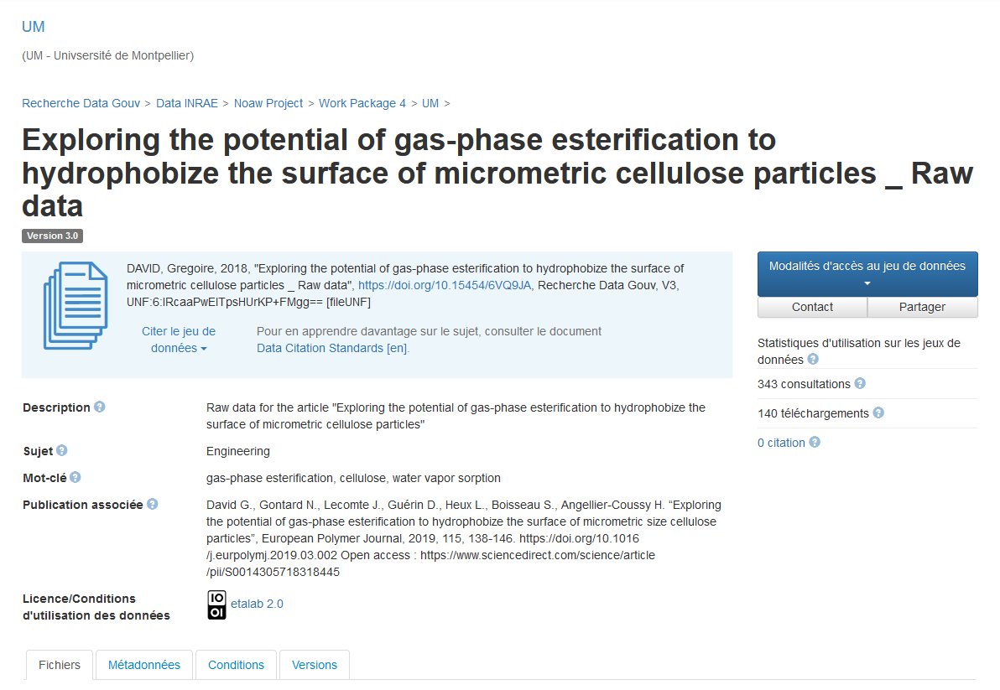 UM
(UM - Univsersité de Montpellier)
Recherche Data Gouv > Data INRAE > Noaw Project > Work Package 4 > UM >
Exploring the potential of gas-phase esterification to
hydrophobize the surface of micrometric cellulose particles _ Raw
data
Version 3.0
DAVID, Gregoire, 2018, "Exploring the potential of gas-phase esterification to hydrophobize the surface of
micrometric cellulose particles _ Raw data", https://doi.org/10.15454/6VQ9JA, Recherche Data Gouv, V3,
UNF:6:IRcaaPwEITpsHUrKP+FMgg== [fileUNF]
Citer le jeu de
données
Pour en apprendre davantage sur le sujet, consulter le document
Data Citation Standards [en].
Modalités d'accès au jeu de données
Contact
Partager
Statistiques d'utilisation sur les jeux de
données ?
343 consultations ?
140 téléchargements ?
0 citation ?
Description ?
Raw data for the article "Exploring the potential of gas-phase esterification to hydrophobize the
surface of micrometric cellulose particles"
Sujet ?
Engineering
Mot-clé ?
gas-phase esterification, cellulose, water vapor sorption
Publication associée ?
David G., Gontard N., Lecomte J., Guérin D., Heux L., Boisseau S., Angellier-Coussy H. “Exploring
the potential of gas-phase esterification to hydrophobize the surface of micrometric size cellulose
particles”, European Polymer Journal, 2019, 115, 138-146. https://doi.org/10.1016
/j.eurpolymj.2019.03.002 Open access : https://www.sciencedirect.com/science/article
/pii/S0014305718318445
Licence/Conditions
d'utilisation des données
IO
OI
etalab 2.0
Fichiers
Métadonnées
Conditions
Versions